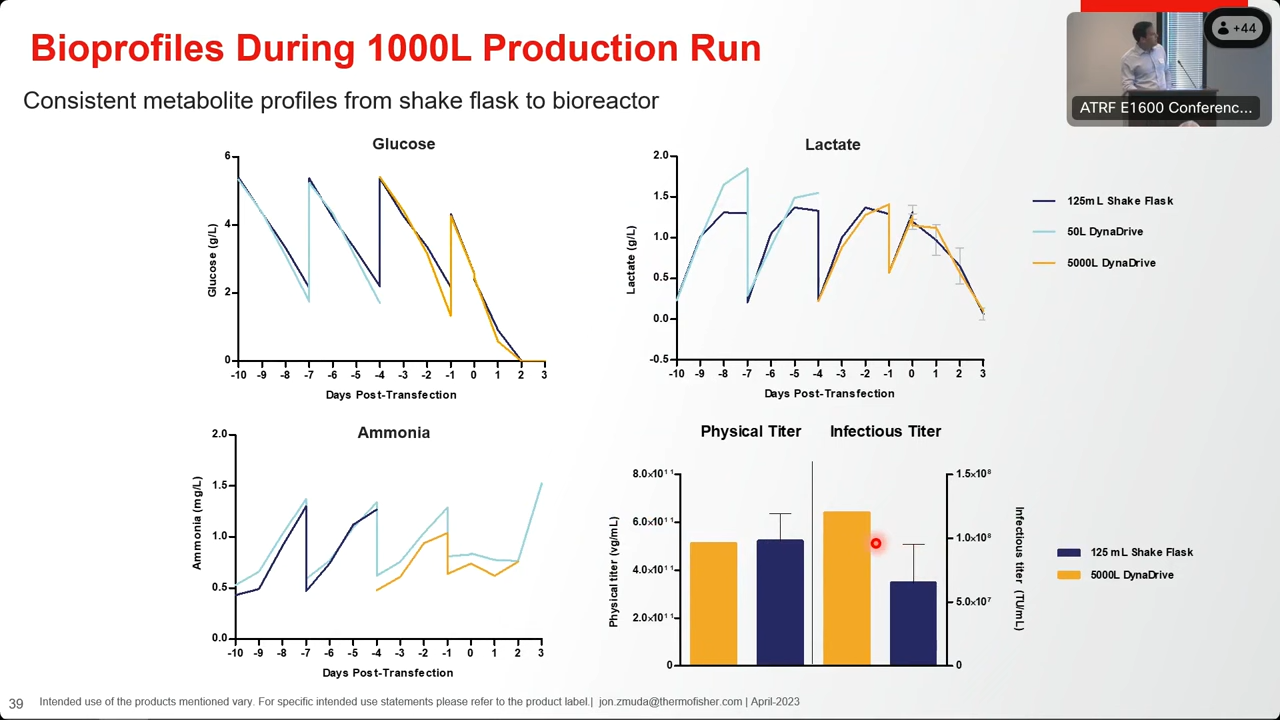 Bioprofiles During 1000L Production Run
+44
ATRF E1600 Conferenc...
Consistent metabolite profiles from shake flask to bioreactor
Glucose
6
4
2
0
Glucose (g/L)
-10 -9 -8 -7 -6 -5 -4 -3 -2 -1 0 1 2 3
Days Post-Transfection
Lactate
2.0
1.5
1.0
0.5
0.0
-0.5
Lactate (g/L)
-10 -9 -8 -7 -6 -5 -4 -3 -2 -1 0 1 2 3
Days Post-Transfection
125mL Shake Flask
50L DynaDrive
5000L DynaDrive
Ammonia
2.0
1.5
1.0
0.5
0.0
Ammonia (mg/L)
-10 -9 -8 -7 -6 -5 -4 -3 -2 -1 0 1 2 3
Days Post-Transfection
Physical Titer
Infectious Titer
8.0×10¹¹
6.0×10¹¹
4.0×10¹¹
2.0×10¹¹
0
Physical titer (vg/mL)
1.5×10⁸
1.0×10⁸
5.0×10⁷
0
Infectious titer (TU/mL)
125 mL Shake Flask
5000L DynaDrive
39 Intended use of the products mentioned vary. For specific intended use statements please refer to the product label.| jon.zmuda@thermofisher.com | April-2023